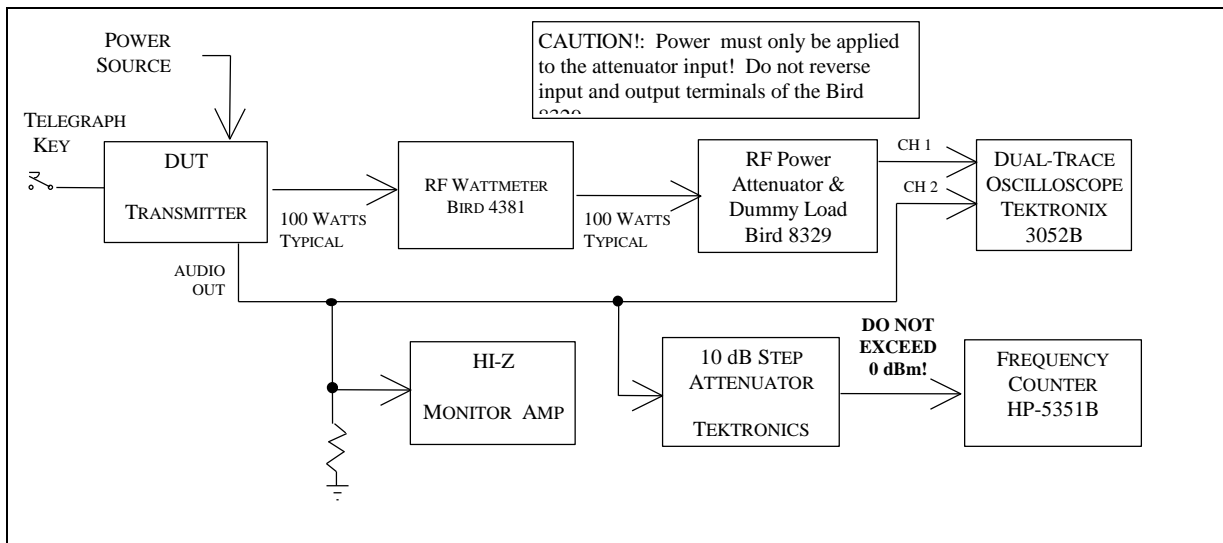 POWER
SOURCE
CAUTION!: Power must only be applied
to the attenuator input! Do not reverse
input and output terminals of the Bird
TELEGRAPH
KEY
DUT
TRANSMITTER
100 WATTS
TYPICAL
RF WATTMETER
BIRD 4381
100 WATTS
TYPICAL
RF Power
Attenuator &
Dummy Load
Bird 8329
CH 1
CH 2
DUAL-TRACE
OSCILLOSCOPE
TEKTRONIX
3052B
AUDIO
OUT
HI-Z
MONITOR AMP
10 dB STEP
ATTENUATOR
TEKTRONICS
DO NOT
EXCEED
0 dBm!
FREQUENCY
COUNTER
HP-5351B